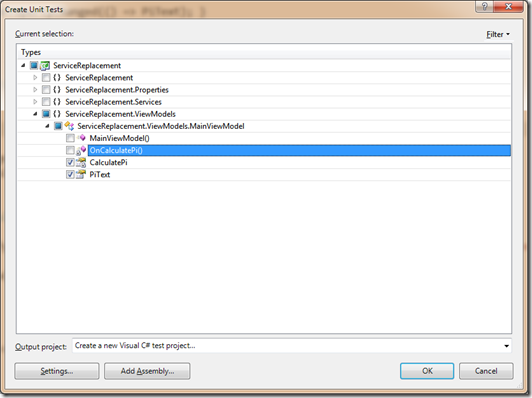 Create Unit Tests
Current selection:
Filter
Types
ServiceReplacement
{ } ServiceReplacement
{ } ServiceReplacement.Properties
{ } ServiceReplacement.Services
{ } ServiceReplacement.ViewModels
ServiceReplacement.ViewModels.MainViewModel
MainViewModel()
OnCalculatePi()
CalculatePi
PiText
Output project: Create a new Visual C# test project...
Settings... Add Assembly... OK Cancel